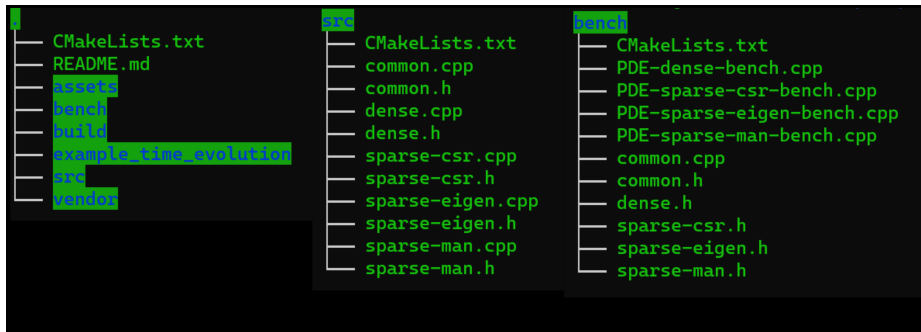 .
CMakeLists.txt
README.md
assets
bench
build
example_time_evolution
src
vendor
src
CMakeLists.txt
common.cpp
common.h
dense.cpp
dense.h
sparse-csr.cpp
sparse-csr.h
sparse-eigen.cpp
sparse-eigen.h
sparse-man.cpp
sparse-man.h
bench
CMakeLists.txt
PDE-dense-bench.cpp
PDE-sparse-csr-bench.cpp
PDE-sparse-eigen-bench.cpp
PDE-sparse-man-bench.cpp
common.cpp
common.h
dense.h
sparse-csr.h
sparse-eigen.h
sparse-man.h